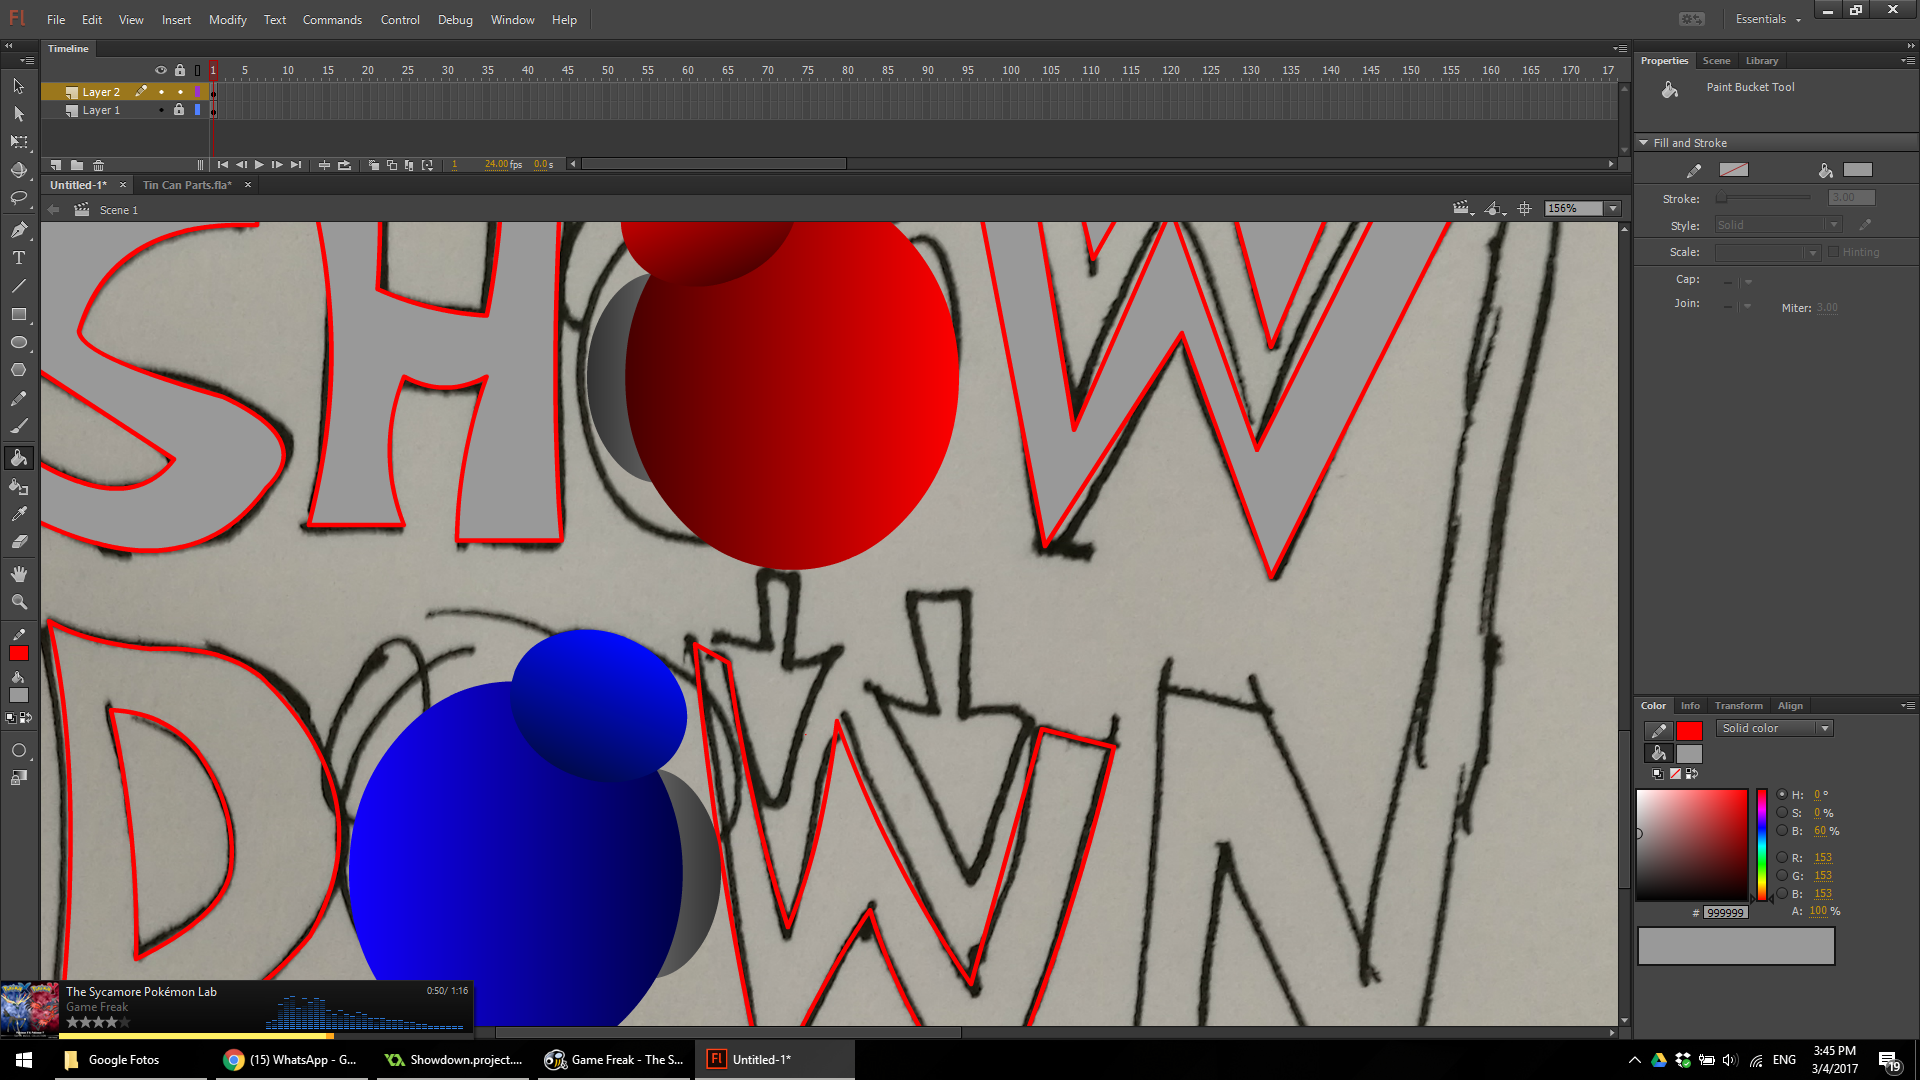 Fl File Edit View Insert Modify Text Commands Control Debug Window Help Essentials
Timeline
1 5 10 15 20 25 30 35 40 45 50 55 60 65 70 75 80 85 90 95 100 105 110 115 120 125 130 135 140 145 150 155 160 165 170 17
Layer 2
Layer 1
1 24.00 fps 0.0 s
Untitled-1* Tin Can Parts.fla*
Scene 1
156%
Properties Scene Library
Paint Bucket Tool
Fill and Stroke
Stroke: 3.00
Style: Solid
Scale: Hinting
Cap:
Join: Miter: 3.00
SHOW
DOWN
Color Info Transform Align
Solid color
H: 0 °
S: 0 %
B: 60 %
R: 153
G: 153
B: 153
# 999999 A: 100 %
The Sycamore Pokémon Lab 0:50/ 1:16
Game Freak
Google Fotos
(15) WhatsApp - G...
Showdown.project....
Game Freak - The S...
Fl Untitled-1*
ENG
3:45 PM
3/4/2017
19